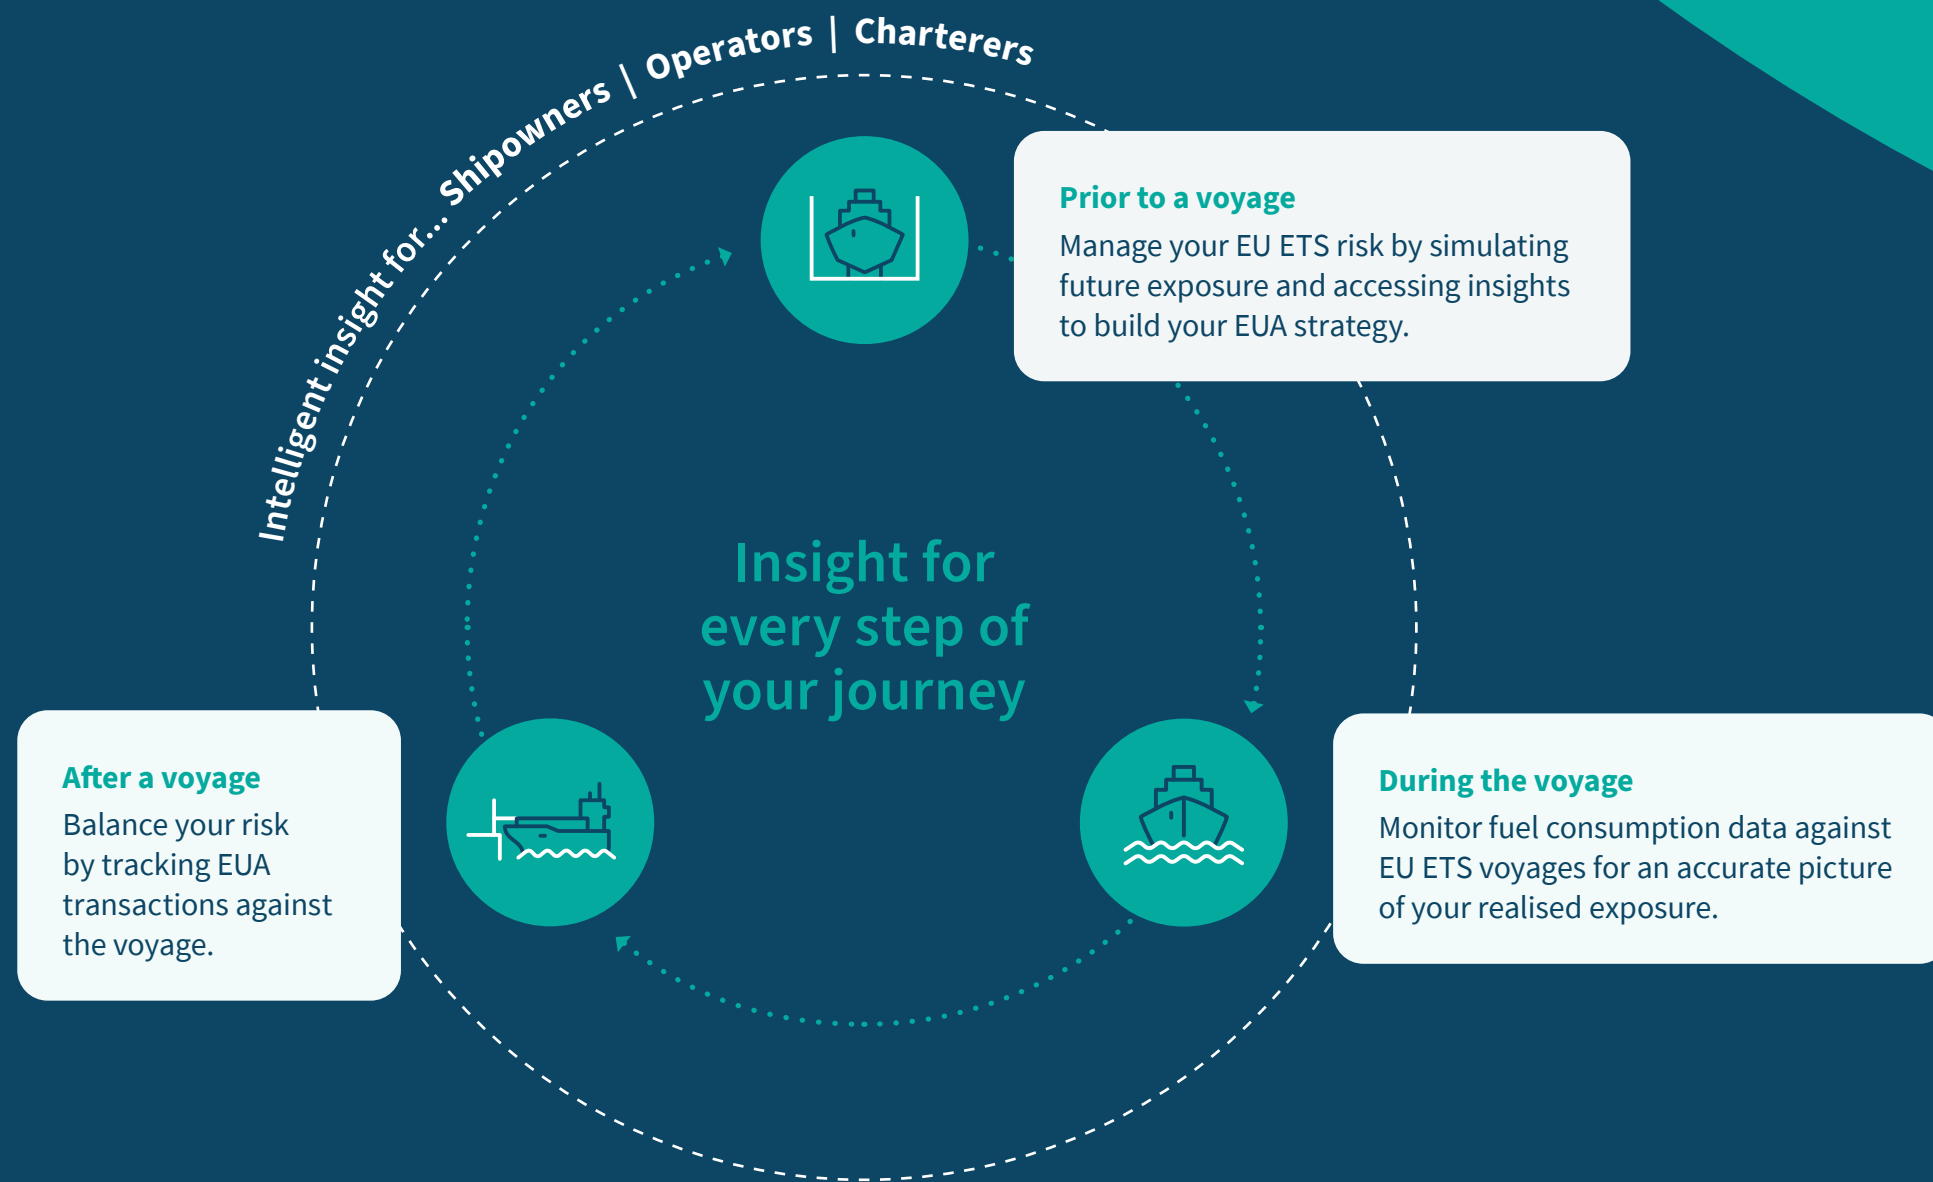 Intelligent insight for... Shipowners | Operators | Charterers
Prior to a voyage
Manage your EU ETS risk by simulating
future exposure and accessing insights
to build your EUA strategy.
Insight for
every step of
your journey
During the voyage
Monitor fuel consumption data against
EU ETS voyages for an accurate picture
of your realised exposure.
After a voyage
Balance your risk
by tracking EUA
transactions against
the voyage.